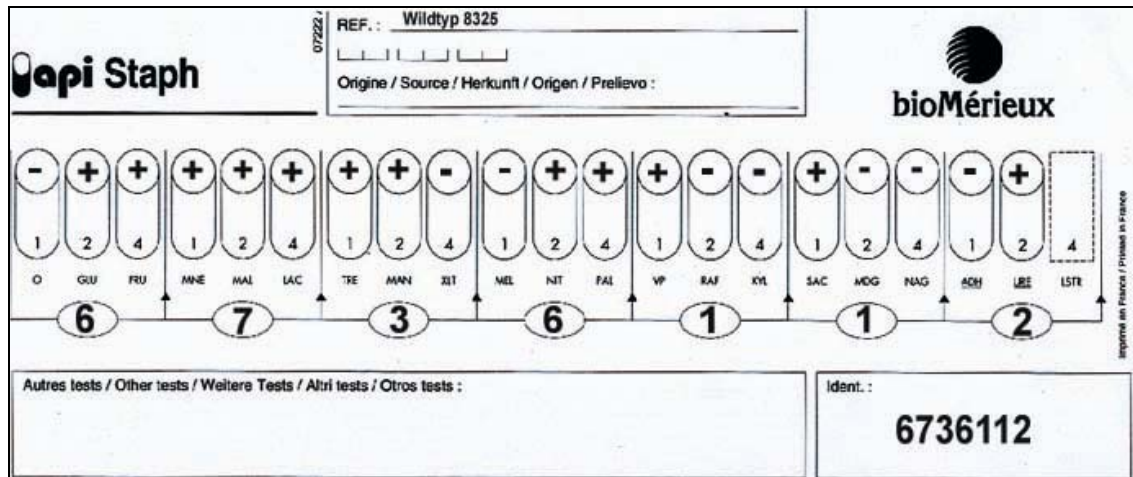 07222
REF. : Wildtyp 8325
api Staph
Origine / Source / Herkunft / Origen / Prelievo :
bioMérieux
- + + + + + + + - - + + + - - + - - - +
1 2 4 1 2 4 1 2 4 1 2 4 1 2 4 1 2 4 1 2 4
O GLU FRU MNE MAL LAC TRE MAN XLT MEL NIT PAL VP RAF XYL SAC MDG NAG ADH URE LSTR
6 7 3 6 1 1 2
Imprimé en France / Printed in France
Autres tests / Other tests / Weitere Tests / Altri tests / Otros tests :
Ident. :
6736112